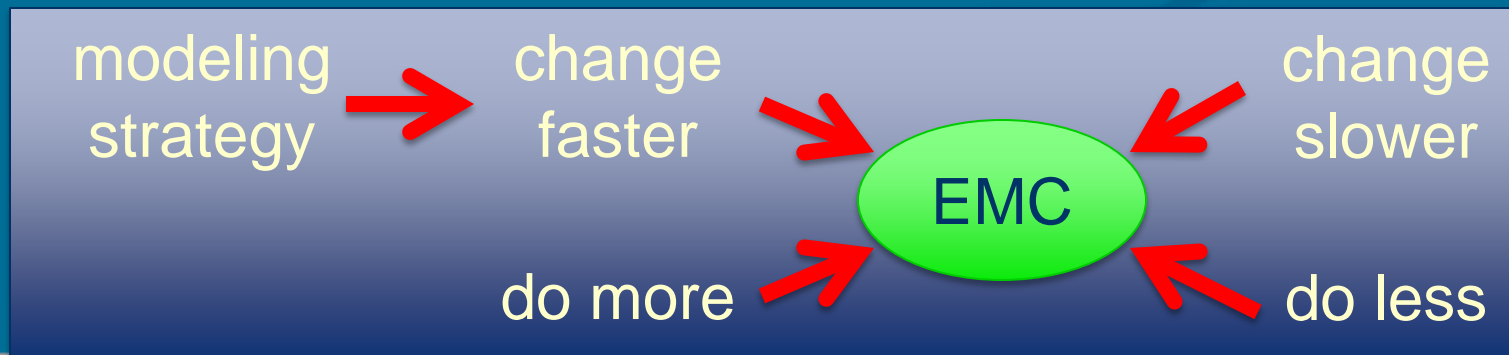 modeling
strategy
change
faster
change
slower
EMC
do more
do less